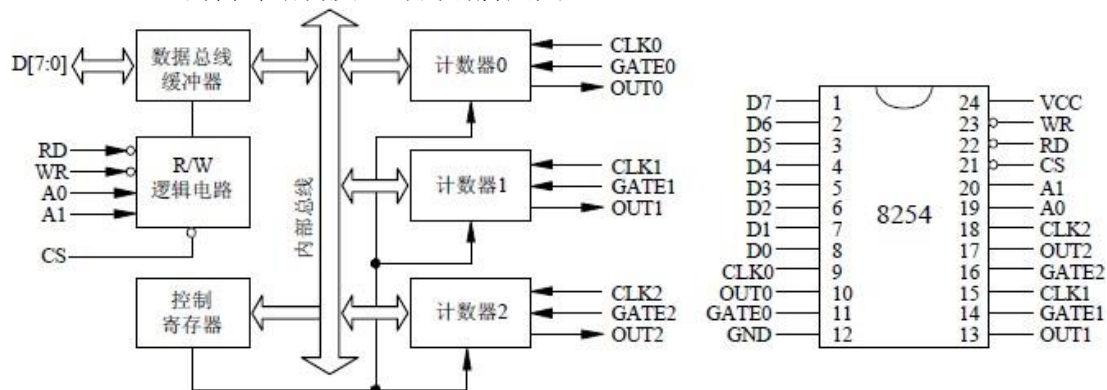 D[7:0]
数据总线
缓冲器
RD
WR
A0
A1
CS
R/W
逻辑电路
控制
寄存器
内部总线
计数器0
CLK0
GATE0
OUT0
计数器1
CLK1
GATE1
OUT1
计数器2
CLK2
GATE2
OUT2
D7 1 24 VCC
D6 2 23 WR
D5 3 22 RD
D4 4 21 CS
D3 5 20 A1
D2 6 19 A0
D1 7 8254 18 CLK2
D0 8 17 OUT2
CLK0 9 16 GATE2
OUT0 10 15 CLK1
GATE0 11 14 GATE1
GND 12 13 OUT1